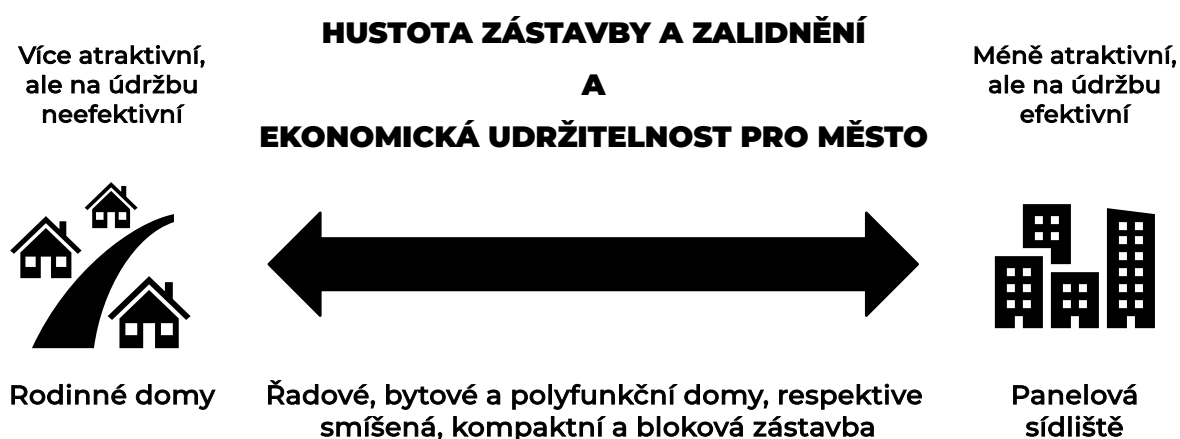 HUSTOTA ZÁSTAVBY A ZALIDNĚNÍ
A
EKONOMICKÁ UDRŽITELNOST PRO MĚSTO
Více atraktivní,
ale na údržbu
neefektivní
Méně atraktivní,
ale na údržbu
efektivní
Rodinné domy
Řadové, bytové a polyfunkční domy, respektive
smíšená, kompaktní a bloková zástavba
Panelová
sídliště